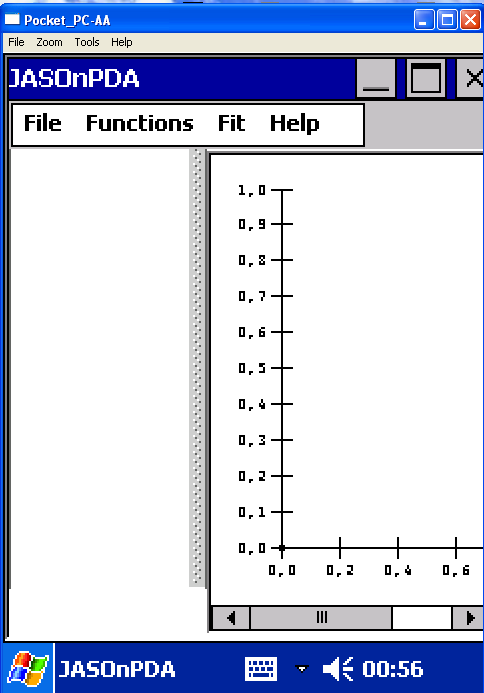 Pocket_PC-AA
File Zoom Tools Help
JASOnPDA
File Functions Fit Help
1,0
0,9
0,8
0,7
0,6
0,5
0,4
0,3
0,2
0,1
0,0
0,0 0,2 0,4 0,6
JASOnPDA 00:56